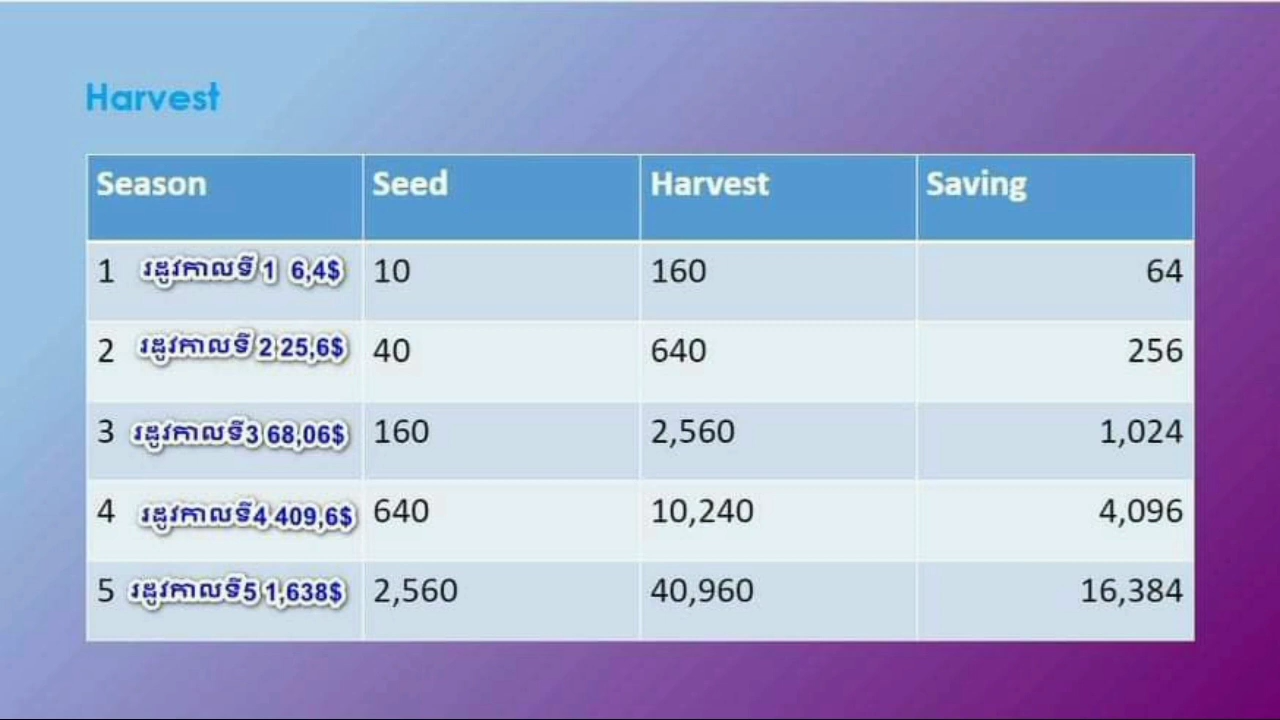 Harvest
Season Seed Harvest Saving
1 រដូវកាលទី 1 6,4$ 10 160 64
2 រដូវកាលទី 2 25,6$ 40 640 256
3 រដូវកាលទី3 68,06$ 160 2,560 1,024
4 រដូវកាលទី4 409,6$ 640 10,240 4,096
5 រដូវកាលទី5 1,638$ 2,560 40,960 16,384